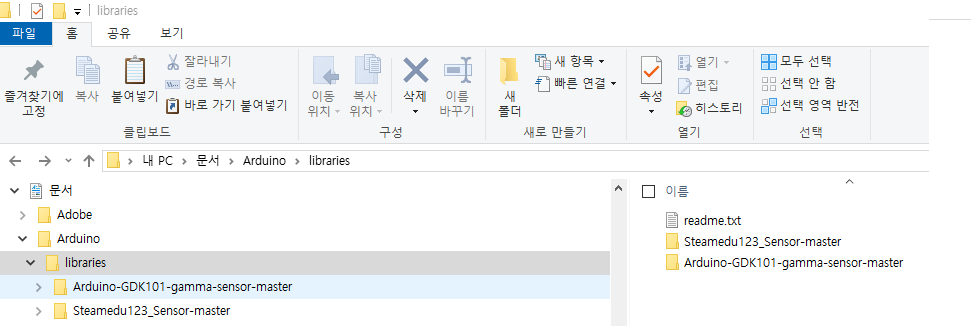 libraries
파일 홈 공유 보기
즐겨찾기에 고정
복사
붙여넣기
잘라내기
경로 복사
바로 가기 붙여넣기
클립보드
이동 위치
복사 위치
삭제
이름 바꾸기
구성
새 폴더
새 항목
빠른 연결
새로 만들기
속성
열기
편집
히스토리
열기
모두 선택
선택 안 함
선택 영역 반전
선택
내 PC > 문서 > Arduino > libraries
문서
Adobe
Arduino
libraries
Arduino-GDK101-gamma-sensor-master
Steamedu123_Sensor-master
이름
readme.txt
Steamedu123_Sensor-master
Arduino-GDK101-gamma-sensor-master